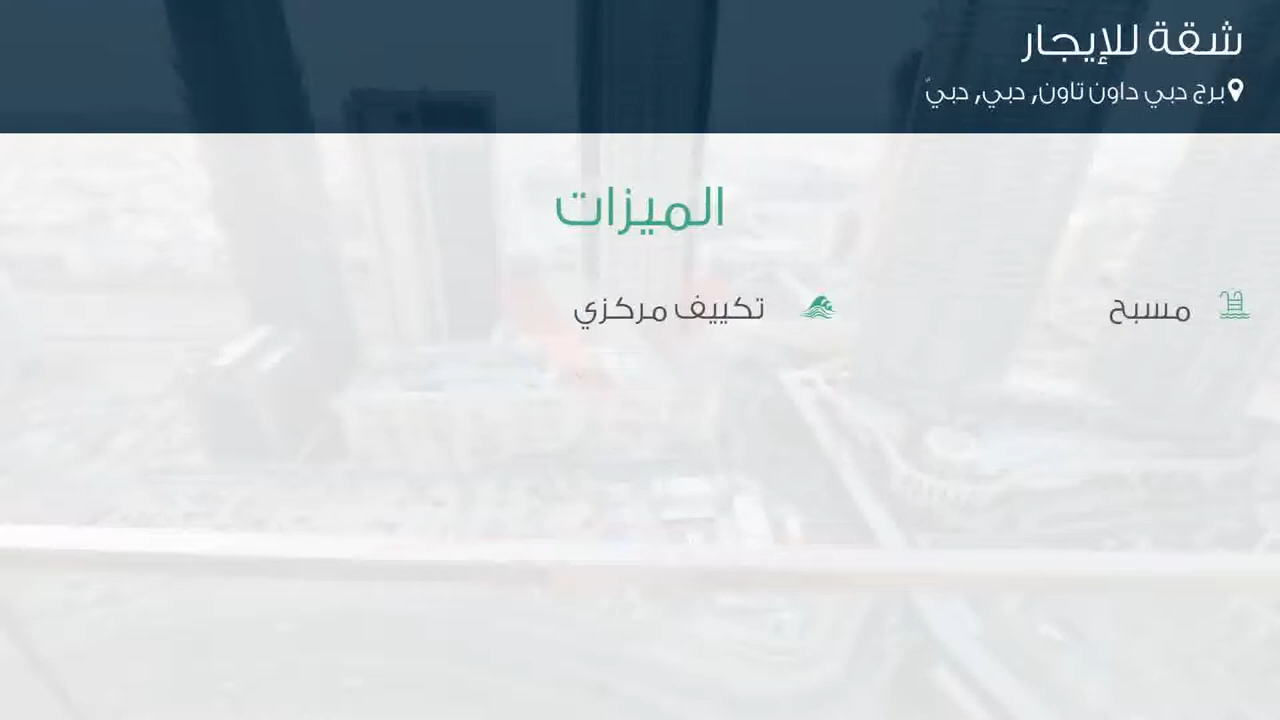 شقة للإيجار
برج دبي داون تاون, دبي, دبيّ
الميزات
مسبح
تكييف مركزي